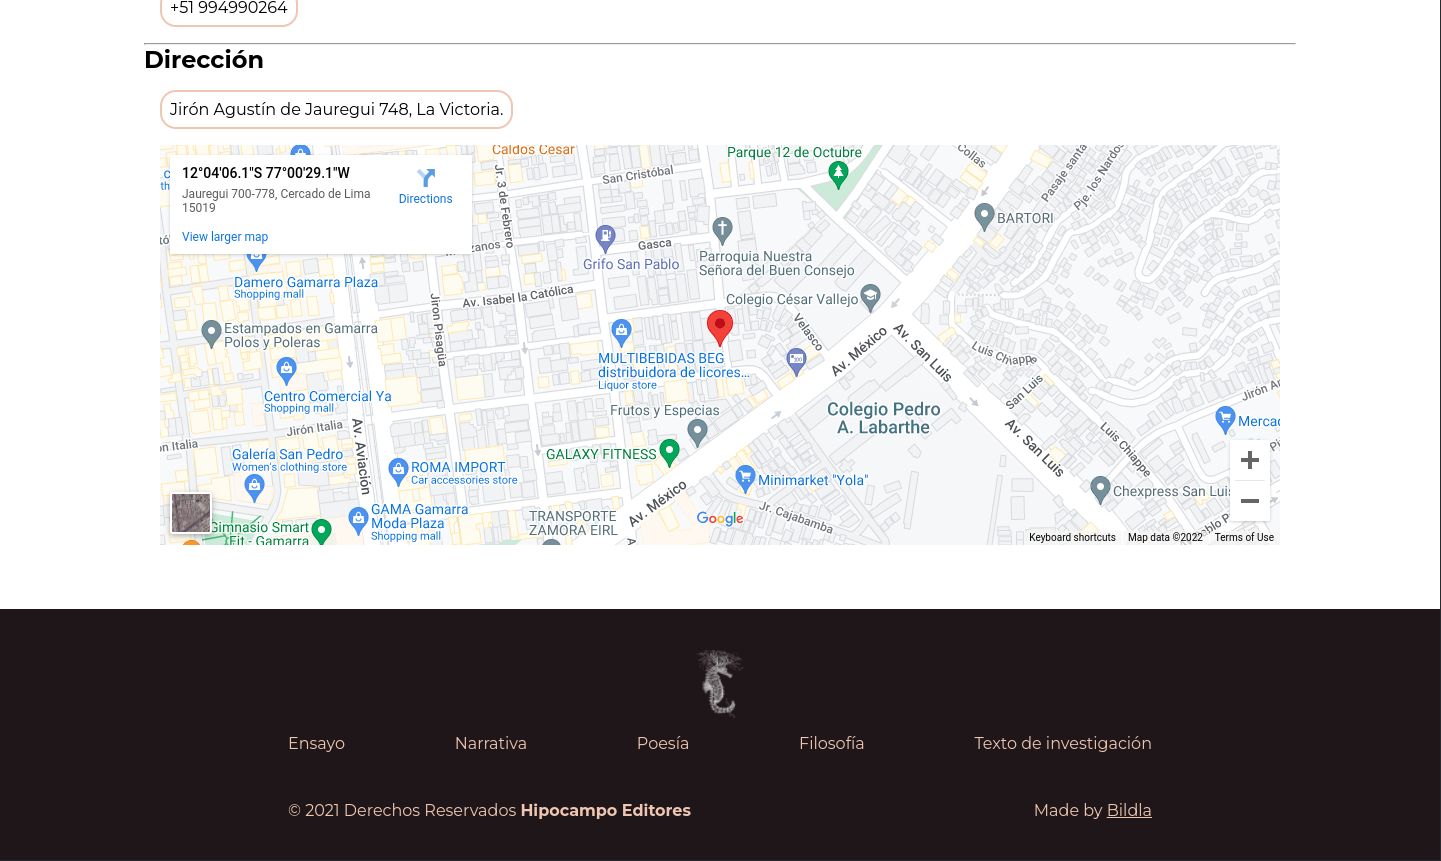 +51 994990264
Dirección
Jirón Agustín de Jauregui 748, La Victoria.
12°04'06.1"S 77°00'29.1"W
Jauregui 700-778, Cercado de Lima
15019
Directions
View larger map
Caldos Cesar
Parque 12 de Octubre
Collas
Pasaje santa
Pje. los Nardos
Jr. 3 de Febrero
San Cristóbal
BARTORI
Gasca
Grifo San Pablo
Parroquia Nuestra
Señora del Buen Consejo
Damero Gamarra Plaza
Shopping mall
Av. Isabel la Católica
Colegio César Vallejo
Jiron Pisagüa
Estampados en Gamarra
Polos y Poleras
Velasco
Av. México
Av. San Luis
Luis Chiappe
MULTIBEBIDAS BEG
distribuidora de licores...
Liquor store
Centro Comercial Ya
Shopping mall
San Luis
Jirón Ar
Frutos y Especias
Colegio Pedro
A. Labarthe
Merca
Jirón Italia
on Italia
Av. Aviación
Galería San Pedro
Women's clothing store
GALAXY FITNESS
Av. San Luis
Luis Chiappe
ROMA IMPORT
Car accessories store
Minimarket "Yola"
Chexpress San Luis
Av. México
GAMA Gamarra
Moda Plaza
Shopping mall
TRANSPORTE
ZAMORA EIRL
Jr. Cajabamba
Gimnasio Smart
Fit - Gamarra
Google
Keyboard shortcuts
Map data ©2022
Terms of Use
Ensayo
Narrativa
Poesía
Filosofía
Texto de investigación
© 2021 Derechos Reservados Hipocampo Editores
Made by Bildla